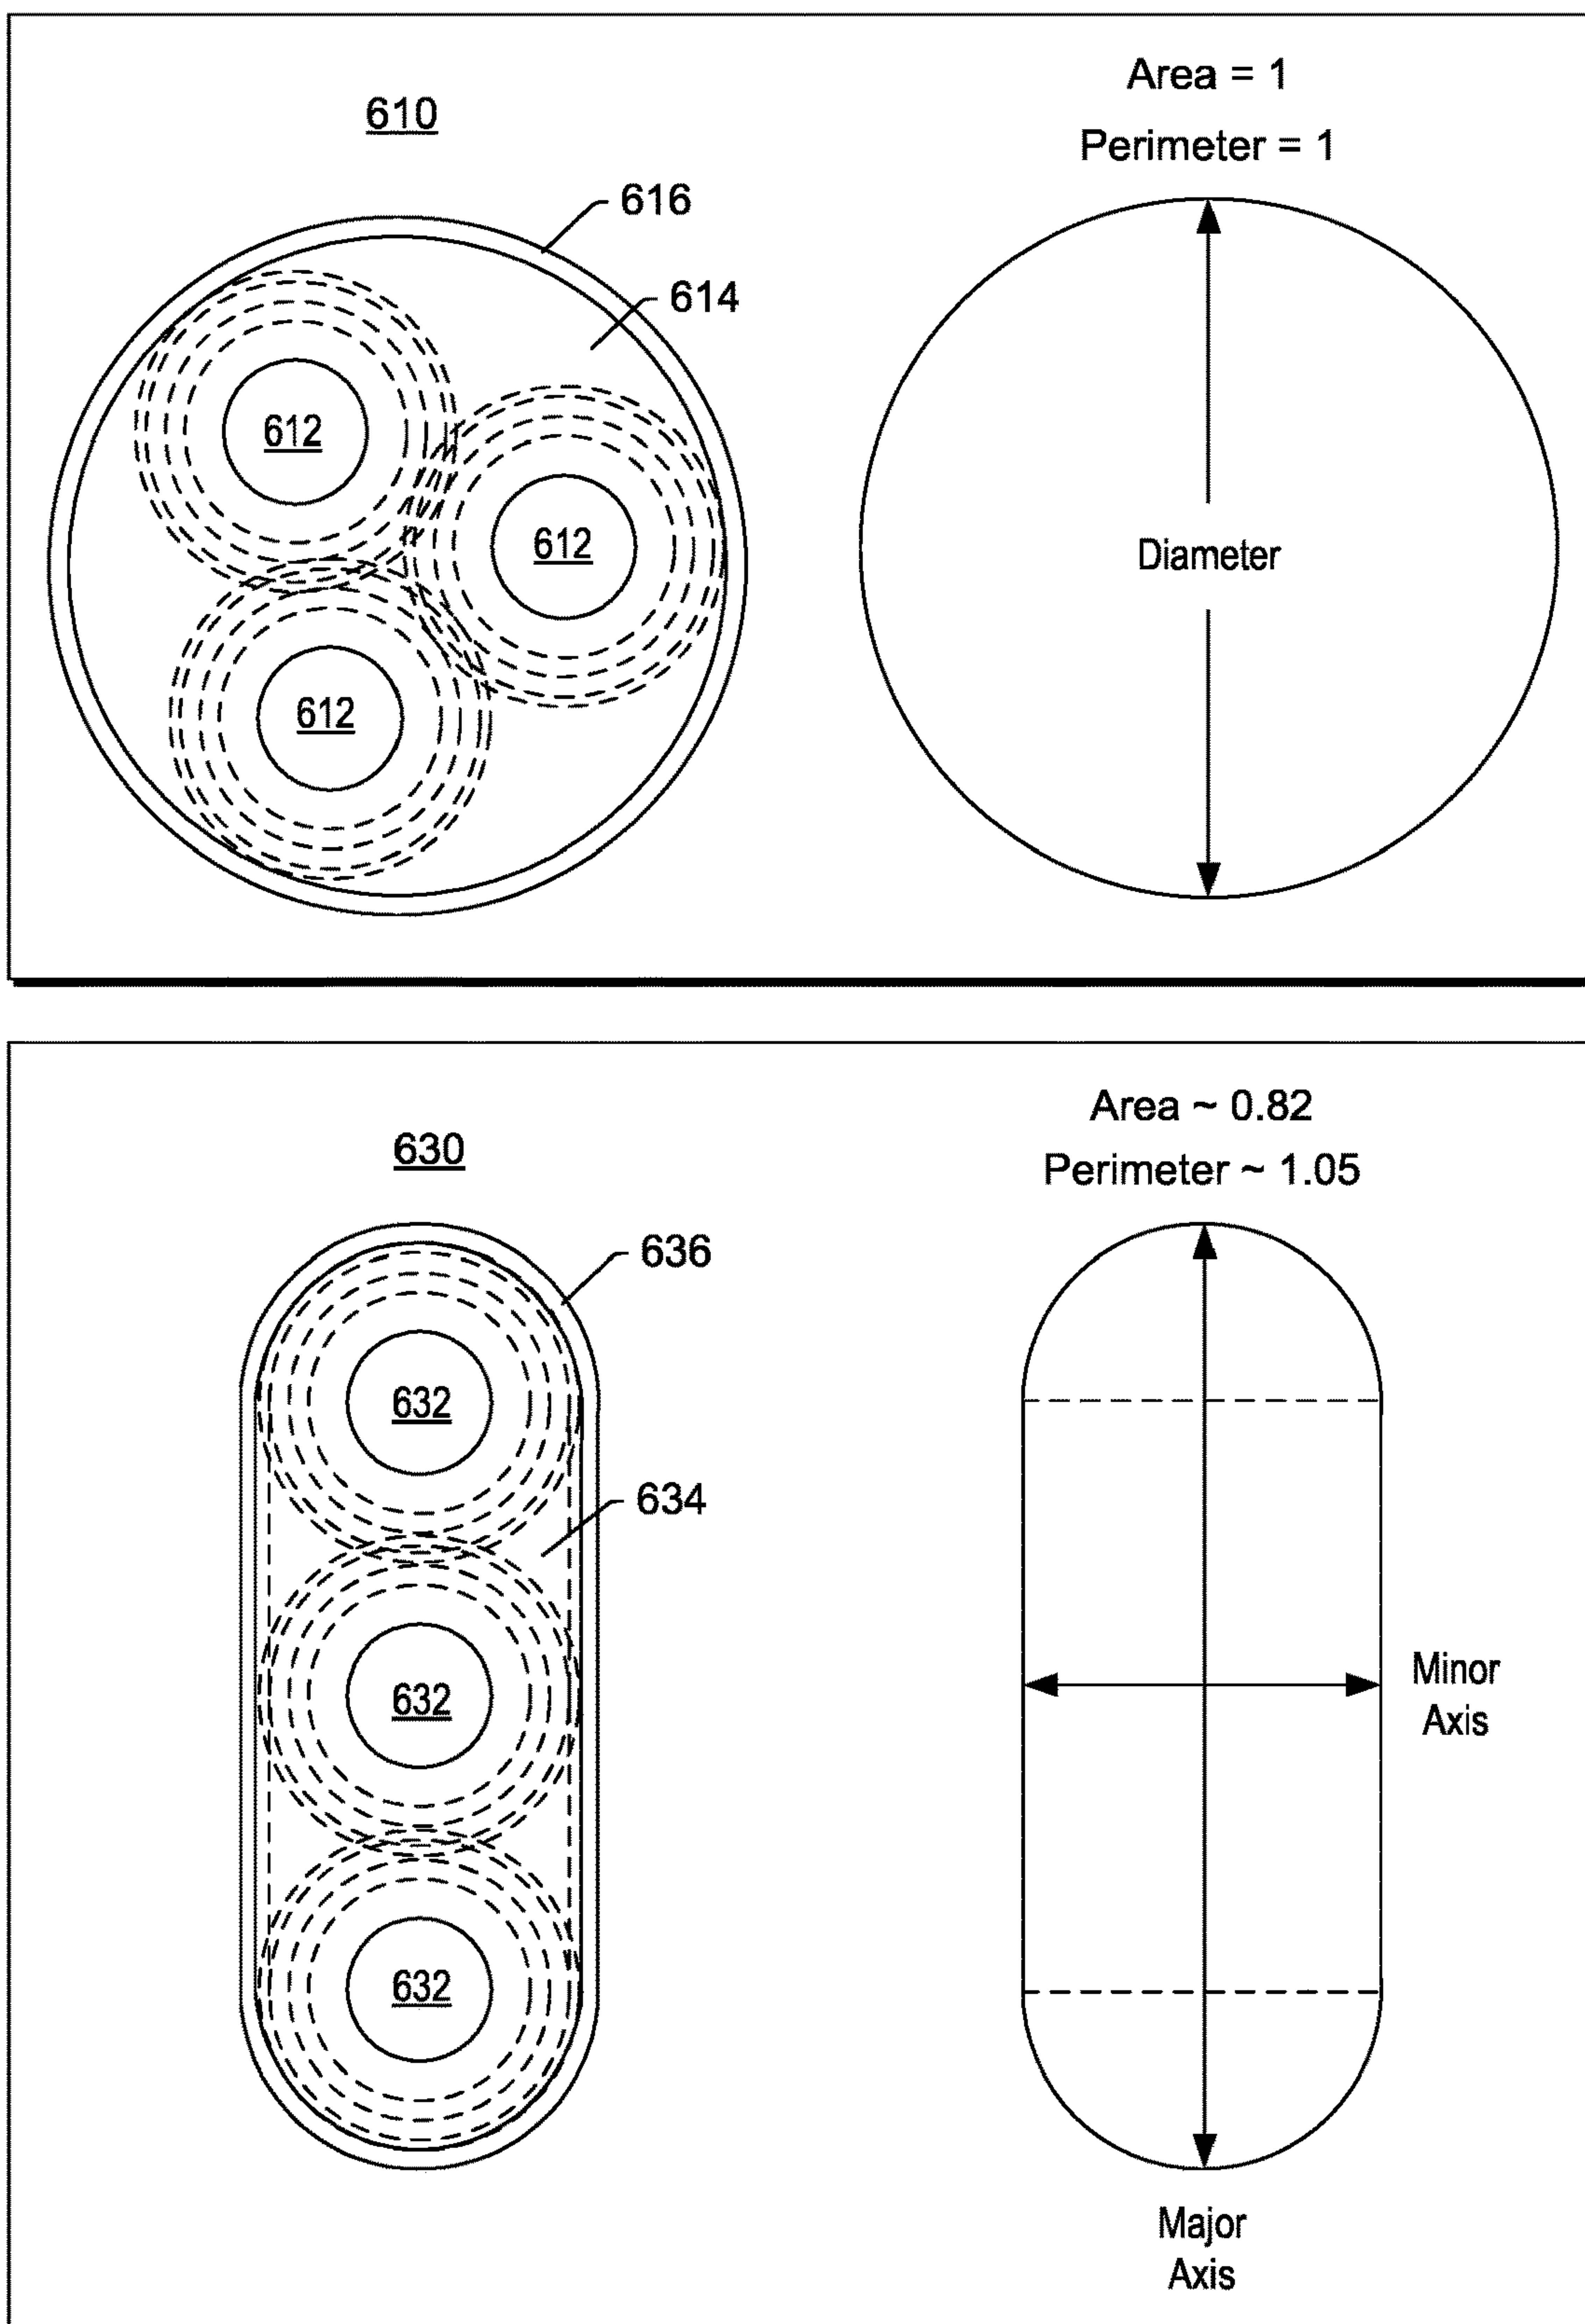 610
Area = 1
Perimeter = 1
616
614
612
612
612
Diameter
630
Area ~ 0.82
Perimeter ~ 1.05
636
632
634
632
632
Minor
Axis
Major
Axis